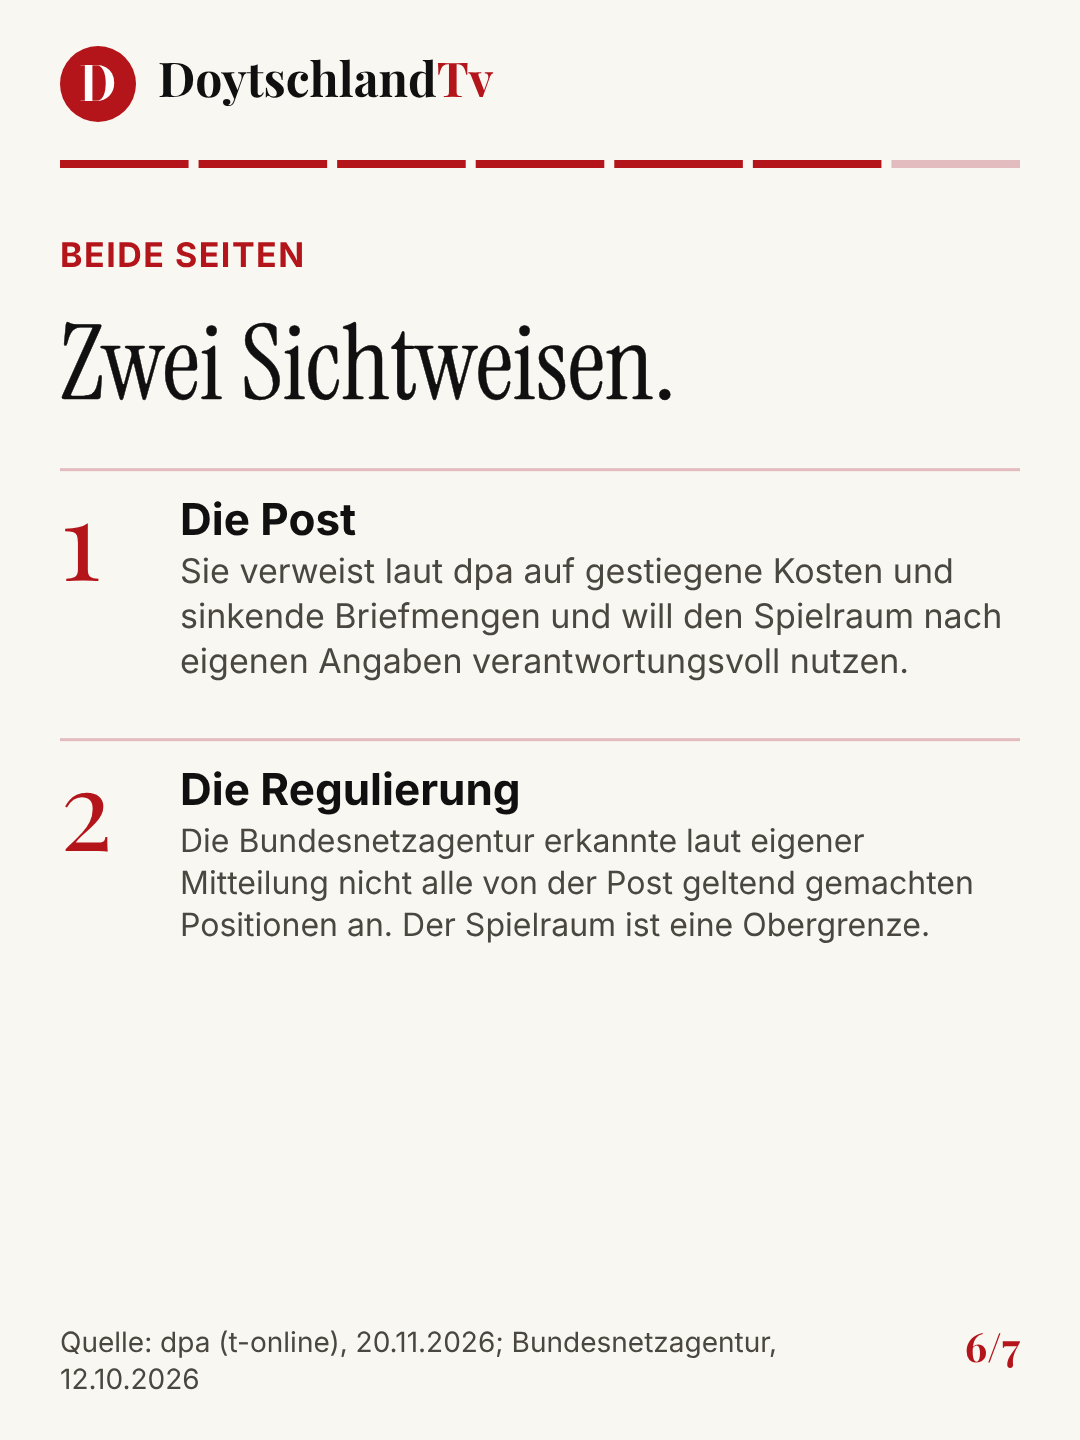 D DoytschlandTv
BEIDE SEITEN
Zwei Sichtweisen.
1 Die Post
Sie verweist laut dpa auf gestiegene Kosten und
sinkende Briefmengen und will den Spielraum nach
eigenen Angaben verantwortungsvoll nutzen.
2 Die Regulierung
Die Bundesnetzagentur erkannte laut eigener
Mitteilung nicht alle von der Post geltend gemachten
Positionen an. Der Spielraum ist eine Obergrenze.
Quelle: dpa (t-online), 20.11.2026; Bundesnetzagentur,
12.10.2026
6/7